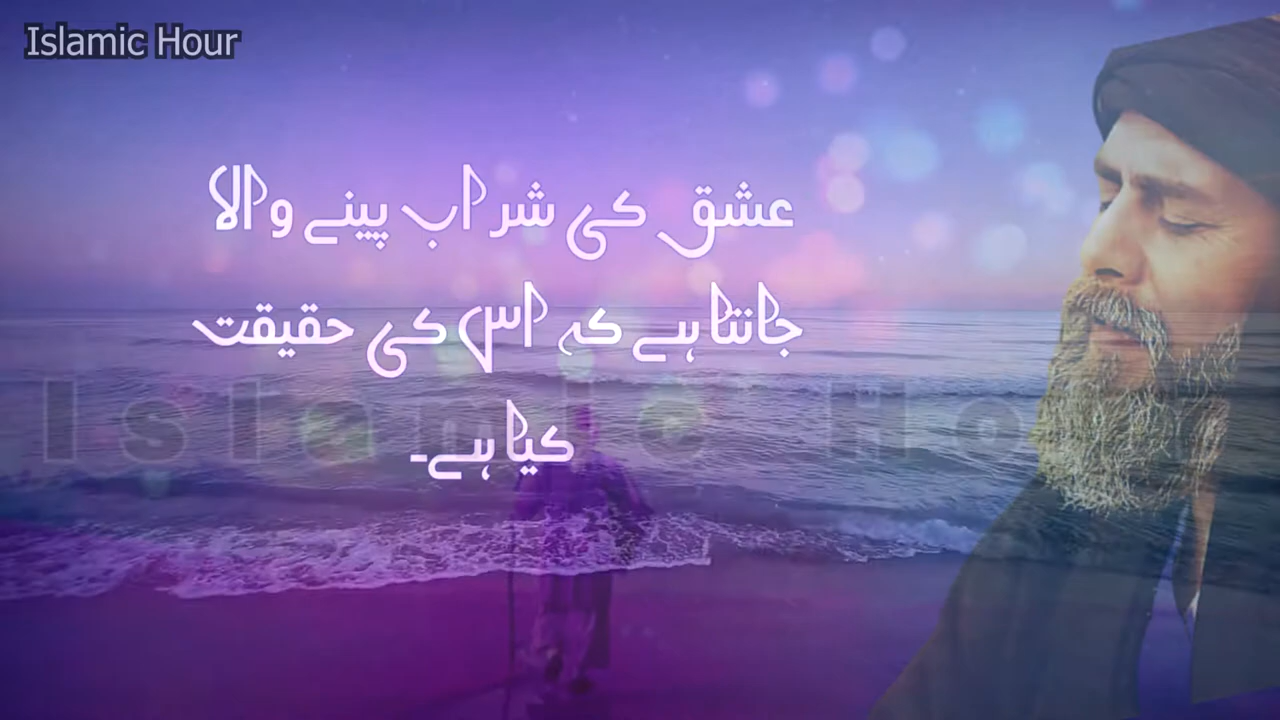 Islamic Hour
عشق کی شراب پینے والا
جانتا ہے کہ اس کی حقیقت
کیا ہے۔
Islamic Hour